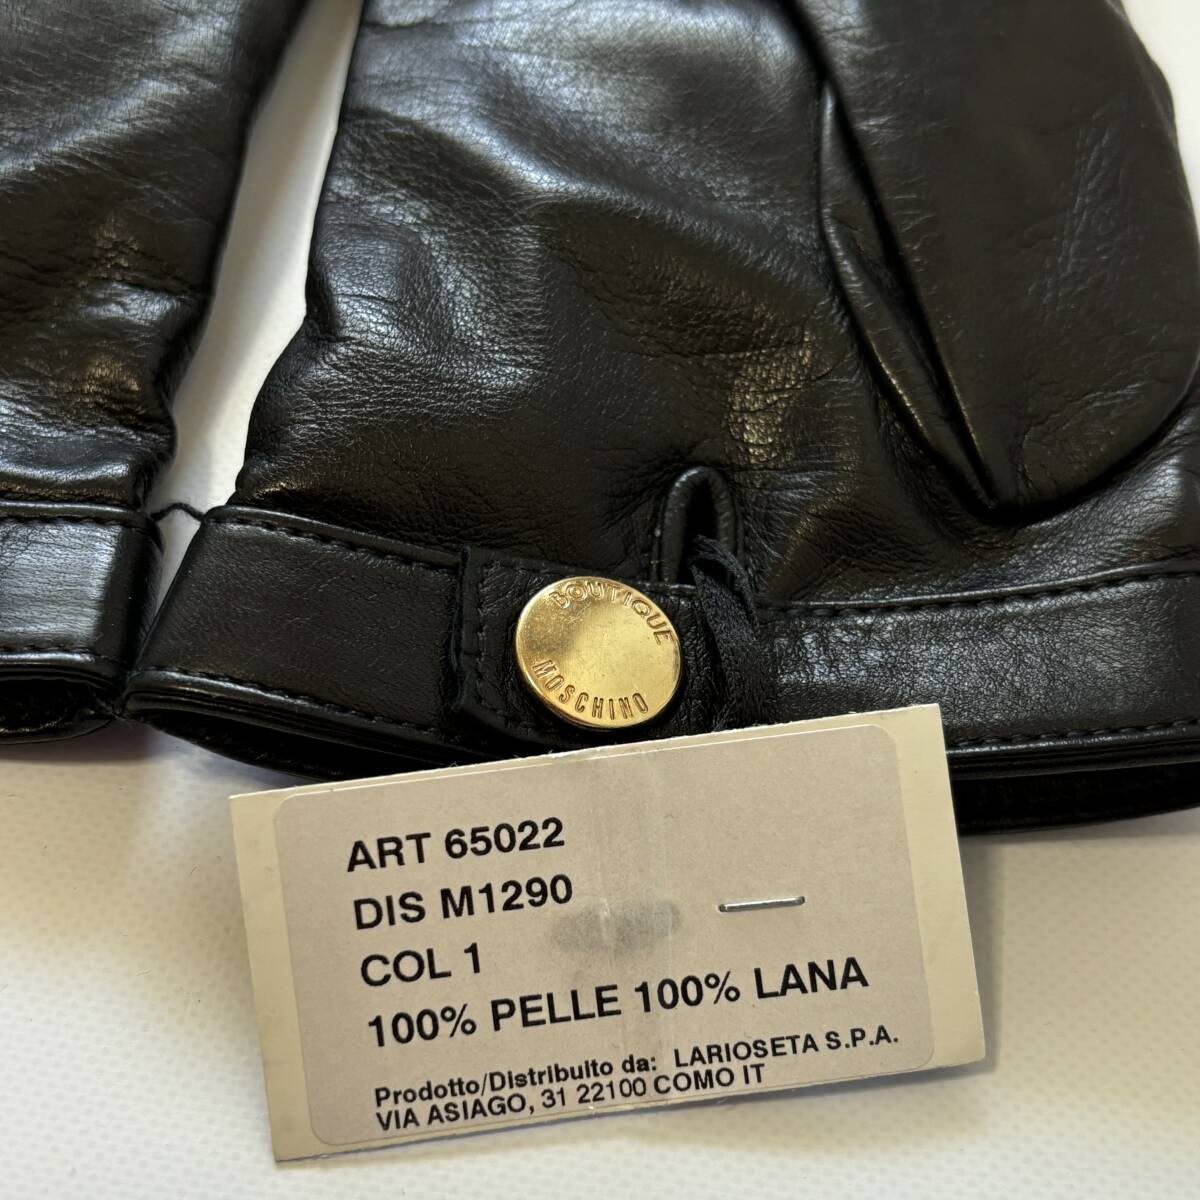 BOUTIQUE
MOSCHINO
ART 65022
DIS M1290
COL 1
100% PELLE 100% LANA
Prodotto/Distribuito da: LARIOSETA S.P.A.
VIA ASIAGO, 31 22100 COMO IT